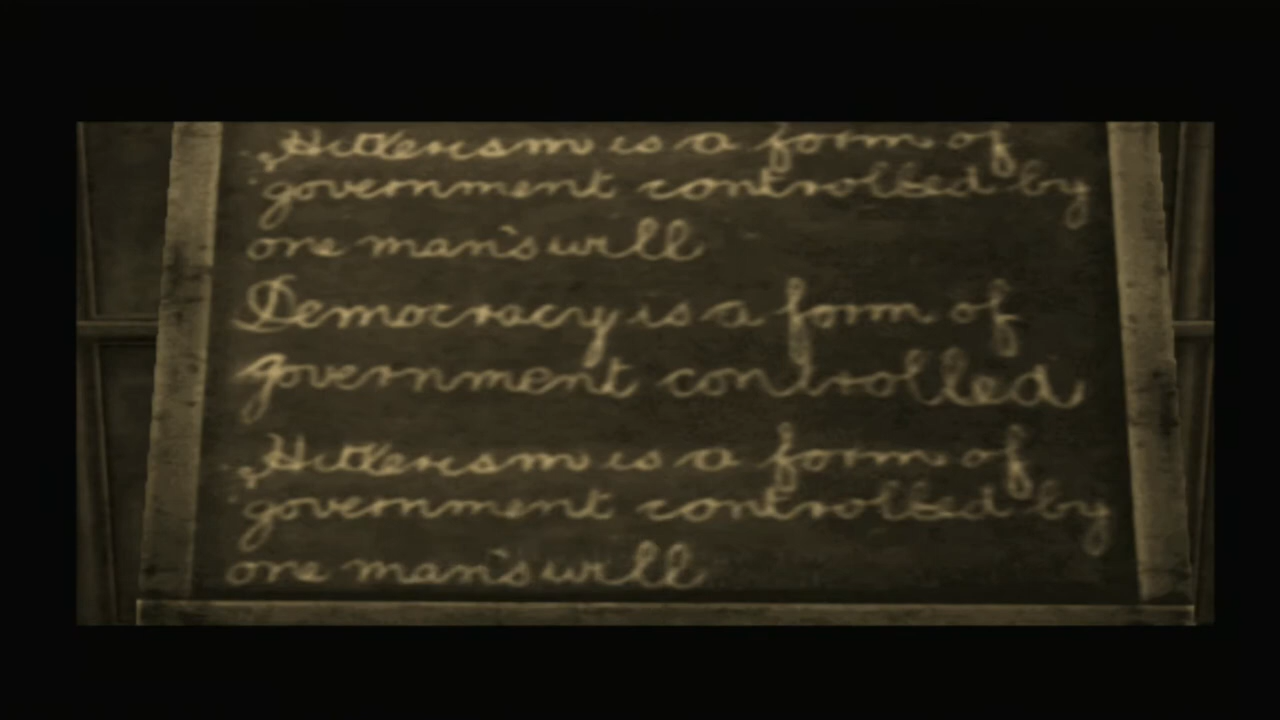 Hitlerism is a form of
government controlled by
one man's will
Democracy is a form of
government controlled
Hitlerism is a form of
government controlled by
one man's will